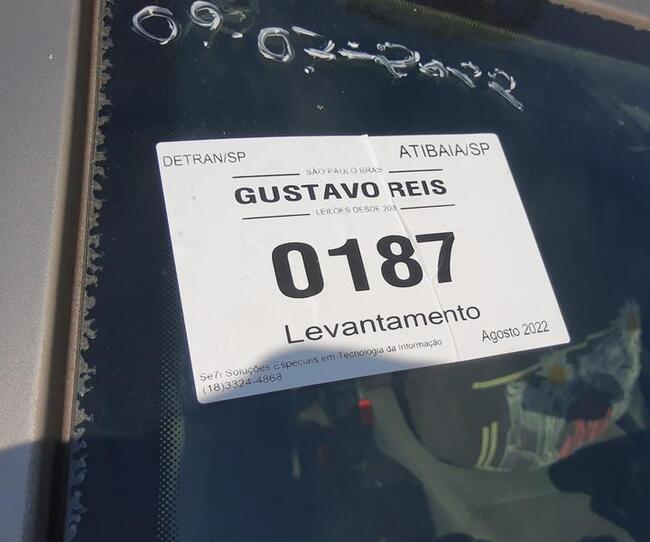 09.02-2022
DETRAN/SP
ATIBAIA/SP
SÃO PAULO BRAS
GUSTAVO REIS
LEILÕES DESDE
0187
Levantamento
Agosto 2022
Se7i Soluções Especiais em Tecnologia da Informação
(18)3324-4868